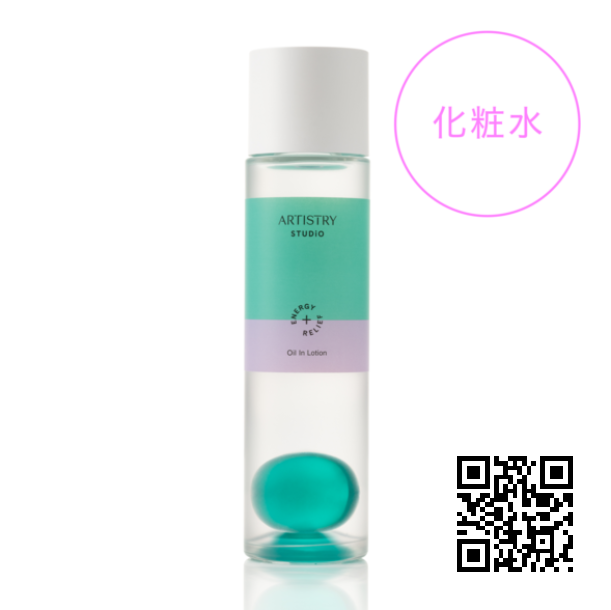 化粧水
ARTISTRY
STUDIO
ENERGY
+
RELIEF
Oil In Lotion